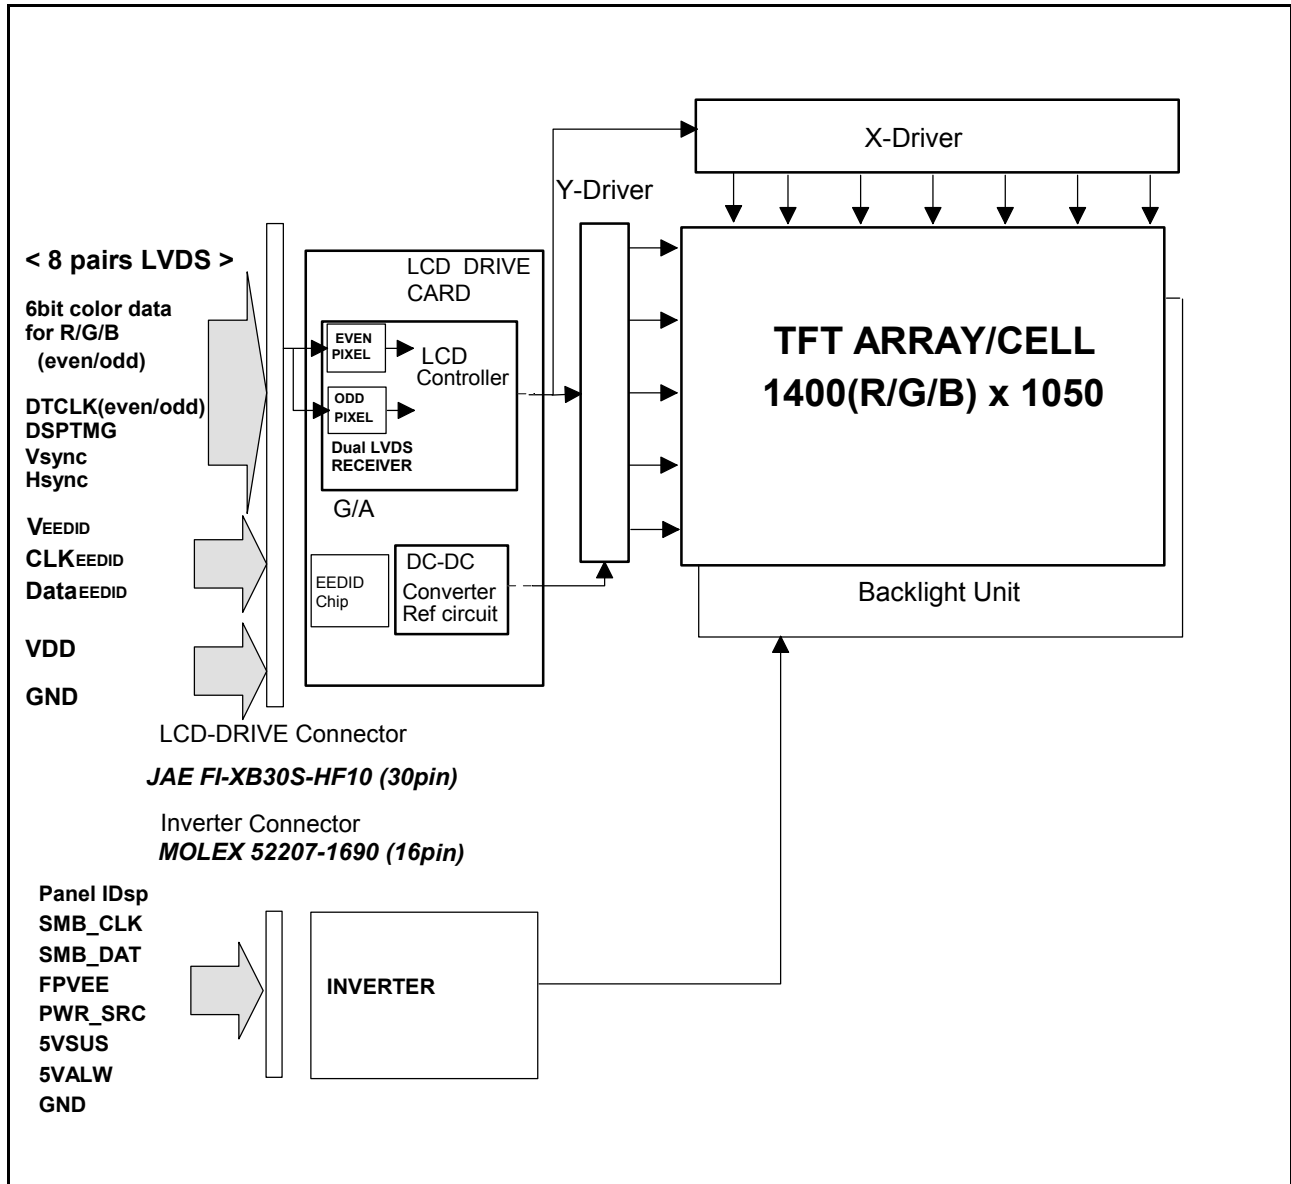 X-Driver
Y-Driver
< 8 pairs LVDS >
6bit color data
for R/G/B
(even/odd)
DTCLK(even/odd)
DSPTMG
Vsync
Hsync
VEEDID
CLKEEDID
DataEEDID
VDD
GND
LCD DRIVE
CARD
EVEN
PIXEL
LCD
Controller
ODD
PIXEL
Dual LVDS
RECEIVER
G/A
EEDID
Chip
DC-DC
Converter
Ref circuit
TFT ARRAY/CELL
1400(R/G/B) x 1050
Backlight Unit
LCD-DRIVE Connector
JAE FI-XB30S-HF10 (30pin)
Inverter Connector
MOLEX 52207-1690 (16pin)
Panel IDsp
SMB_CLK
SMB_DAT
FPVEE
PWR_SRC
5VSUS
5VALW
GND
INVERTER